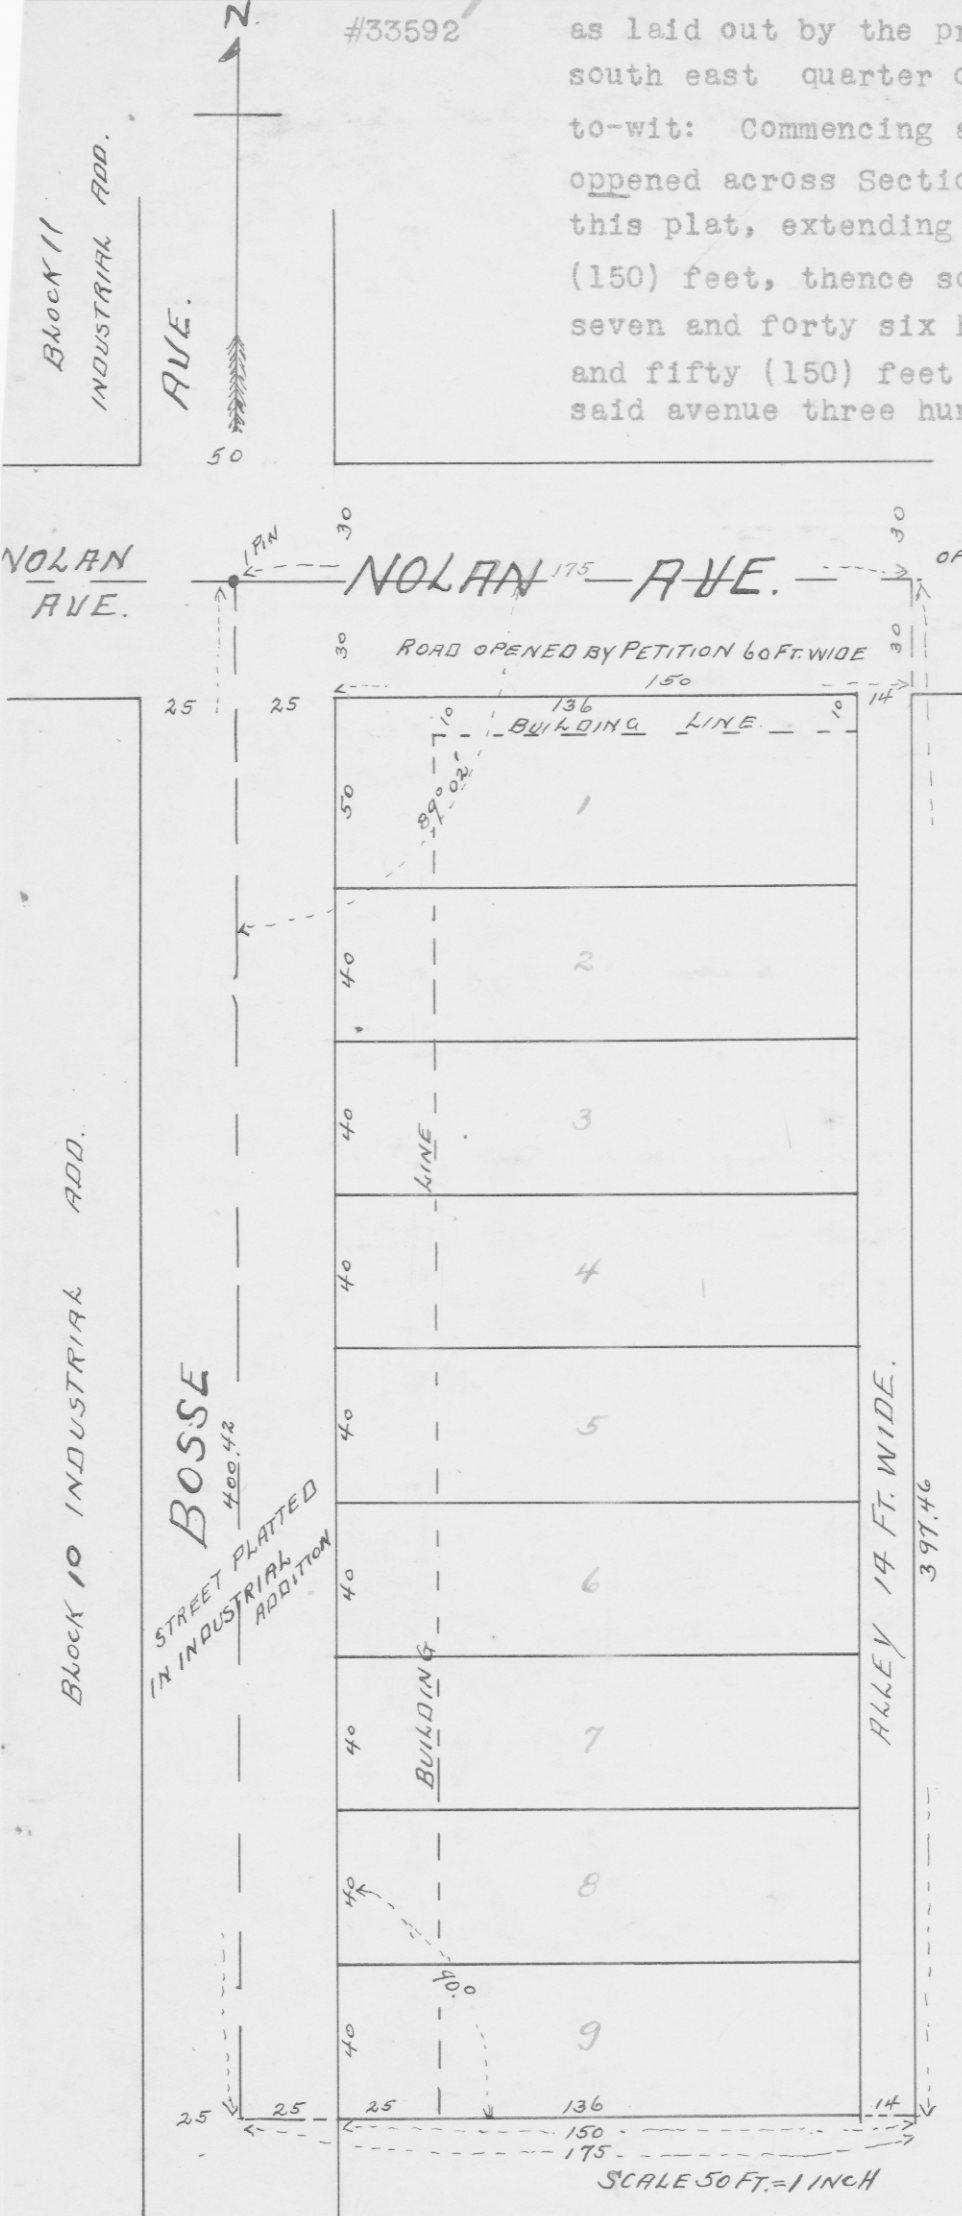 N
#33592
as laid out by the pr
south east quarter
to-wit: Commencing
oppened across Sectio
this plat, extending
(150) feet, thence so
seven and forty six
and fifty (150) feet
said avenue three hun
BLOCK 11
INDUSTRIAL ADD.
AVE.
50
30
30
NOLAN
AVE.
1 PIN
NOLAN 175 AVE.
OF
30
ROAD OPENED BY PETITION 60 FT. WIDE
30
150
25
25
136
14
10
BUILDING LINE
10
89° 02'
50
1
40
2
40
3
LINE
40
4
40
5
40
6
40
7
BUILDING
40
8
90°
40
9
BLOCK 10 INDUSTRIAL ADD.
BOSSE
400.42
STREET PLATTED
IN INDUSTRIAL
ADDITION
ALLEY 14 FT. WIDE.
397.46
25
25
25
136
14
150
175
SCALE 50 FT. = 1 INCH